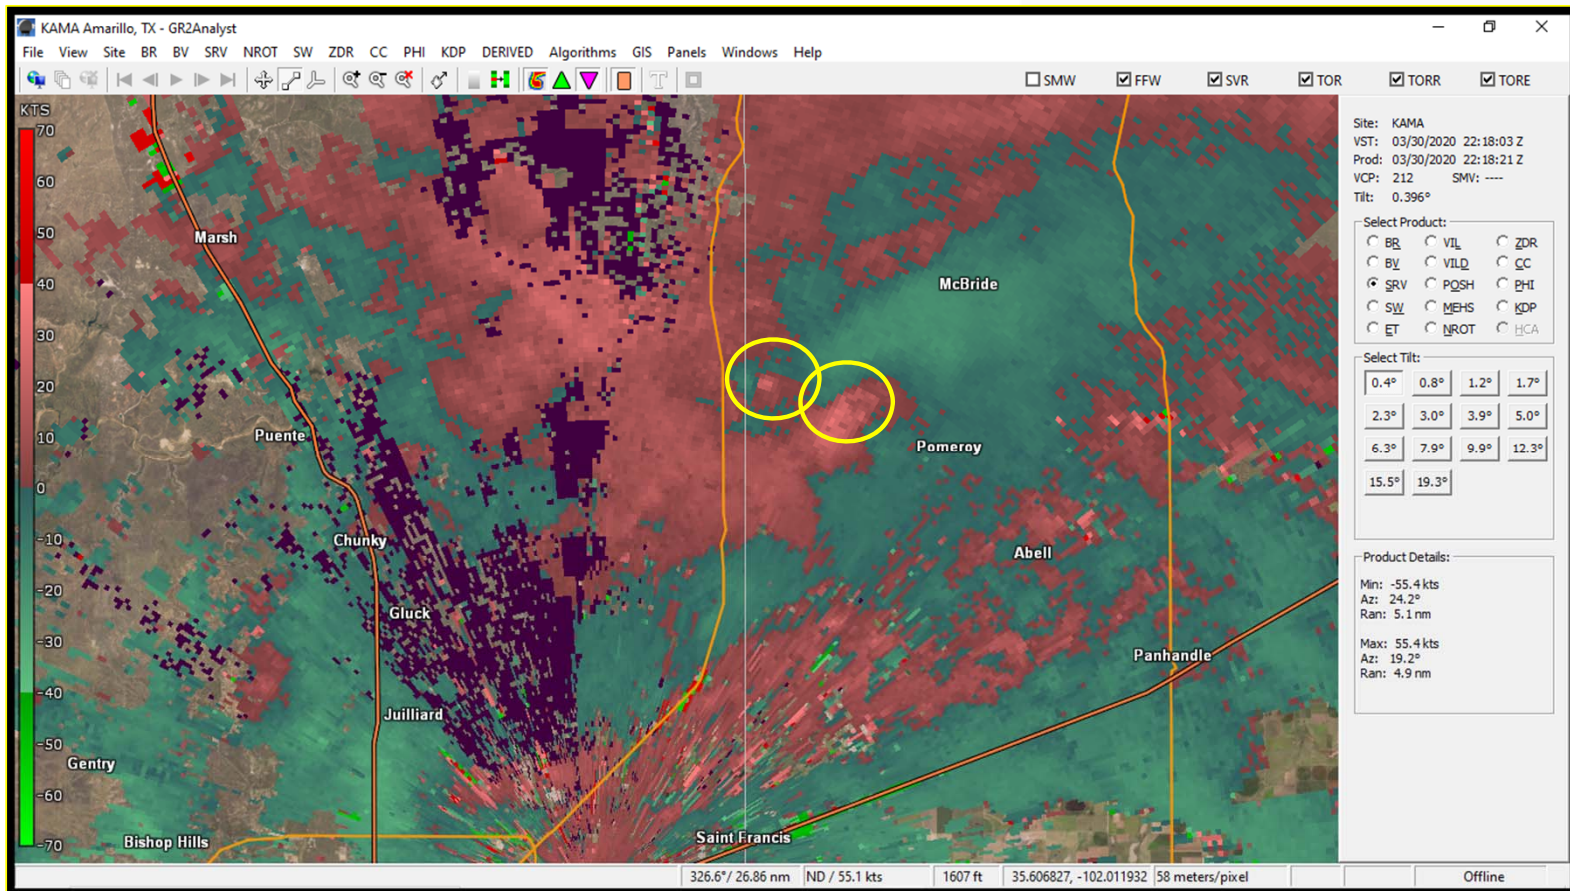 KAMA Amarillo, TX - GR2Analyst
File View Site BR BV SRV NROT SW ZDR CC PHI KDP DERIVED Algorithms GIS Panels Windows Help
SMW FFW SVR TOR TORR TORE
KTS
70
60
50
40
30
20
10
0
-10
-20
-30
-40
-50
-60
-70
Marsh
McBride
Puente
Pomeroy
Chunky
Abell
Gluck
Panhandle
Juilliard
Gentry
Saint Francis
Bishop Hills
Site: KAMA
VST: 03/30/2020 22:18:03 Z
Prod: 03/30/2020 22:18:21 Z
VCP: 212 SMV: ----
Tilt: 0.396°
Select Product:
BR VIL ZDR
BV VILD CC
SRV POSH PHI
SW MEHS KDP
ET NROT HCA
Select Tilt:
0.4° 0.8° 1.2° 1.7°
2.3° 3.0° 3.9° 5.0°
6.3° 7.9° 9.9° 12.3°
15.5° 19.3°
Product Details:
Min: -55.4 kts
Az: 24.2°
Ran: 5.1 nm
Max: 55.4 kts
Az: 19.2°
Ran: 4.9 nm
326.6°/ 26.86 nm ND / 55.1 kts 1607 ft 35.606827, -102.011932 58 meters/pixel Offline